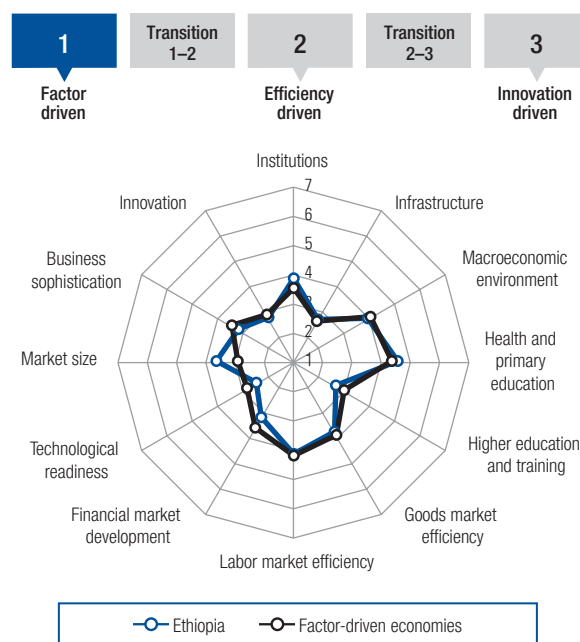 1
Transition
1–2
2
Transition
2–3
3
Factor
driven
Efficiency
driven
Innovation
driven
Institutions
Infrastructure
Macroeconomic
environment
Health and
primary
education
Higher education
and training
Goods market
efficiency
Labor market efficiency
Financial market
development
Technological
readiness
Market size
Business
sophistication
Innovation
7
6
5
4
3
2
1
Ethiopia
Factor-driven economies